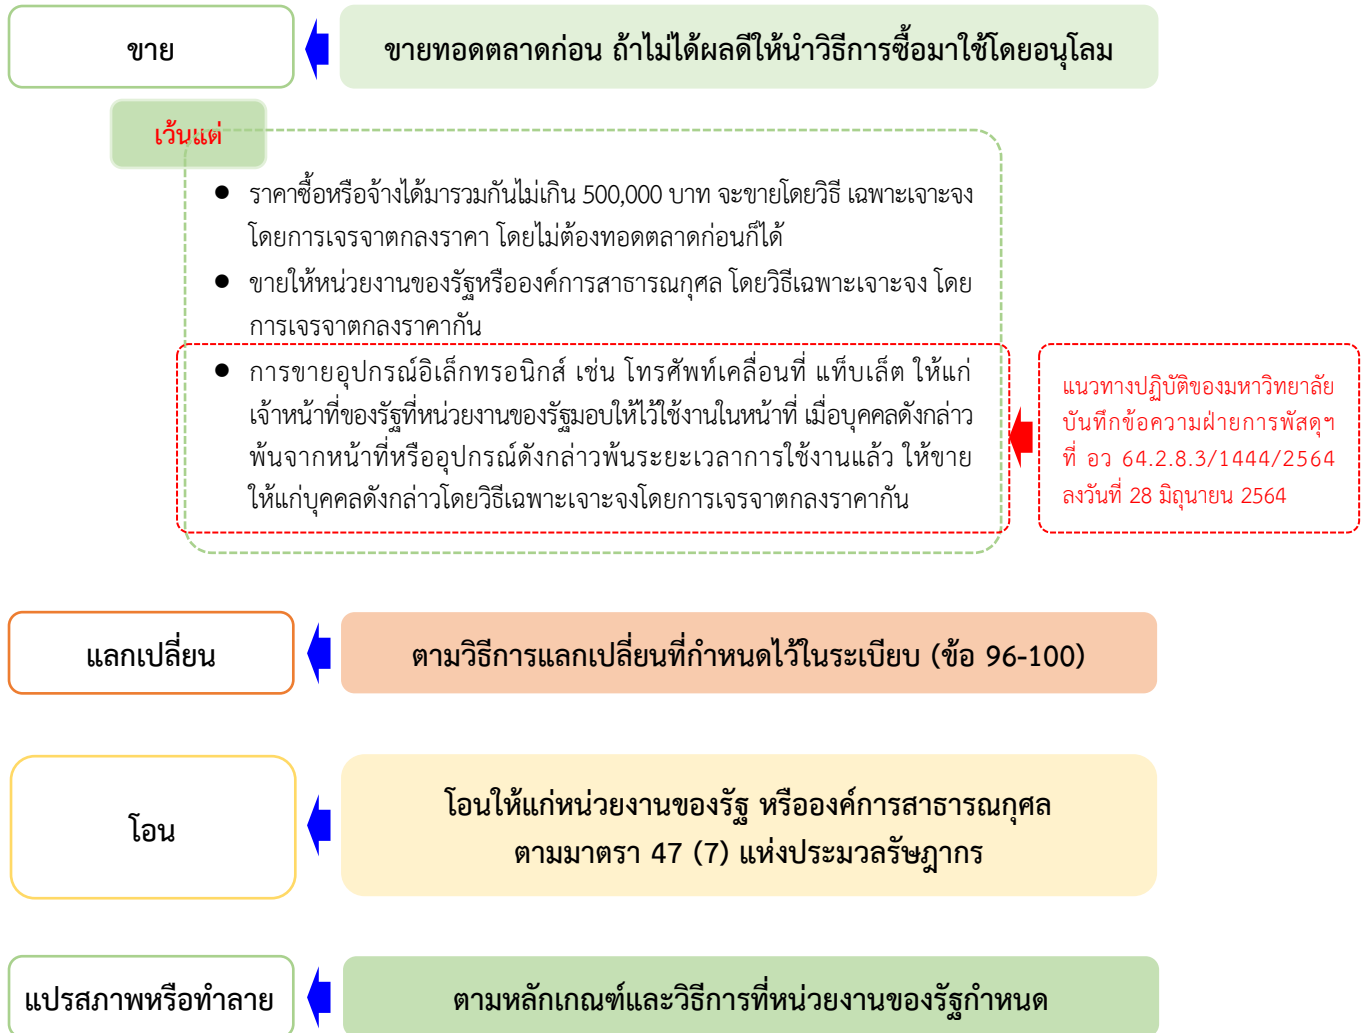 ขาย
ขายทอดตลาดก่อน ถ้าไม่ได้ผลดีให้นำวิธีการซื้อมาใช้โดยอนุโลม
เว้นแต่
● ราคาซื้อหรือจ้างได้มารวมกันไม่เกิน 500,000 บาท จะขายโดยวิธี เฉพาะเจาะจง
โดยการเจรจาตกลงราคา โดยไม่ต้องทอดตลาดก่อนก็ได้
● ขายให้หน่วยงานของรัฐหรือองค์การสาธารณกุศล โดยวิธีเฉพาะเจาะจง โดย
การเจรจาตกลงราคากัน
● การขายอุปกรณ์อิเล็กทรอนิกส์ เช่น โทรศัพท์เคลื่อนที่ แท็บเล็ต ให้แก่
เจ้าหน้าที่ของรัฐที่หน่วยงานของรัฐมอบให้ไว้ใช้งานในหน้าที่ เมื่อบุคคลดังกล่าว
พ้นจากหน้าที่หรืออุปกรณ์ดังกล่าวพ้นระยะเวลาการใช้งานแล้ว ให้ขาย
ให้แก่บุคคลดังกล่าวโดยวิธีเฉพาะเจาะจงโดยการเจรจาตกลงราคากัน
แนวทางปฏิบัติของมหาวิทยาลัย
บันทึกข้อความฝ่ายการพัสดุฯ
ที่ อว 64.2.8.3/1444/2564
ลงวันที่ 28 มิถุนายน 2564
แลกเปลี่ยน
ตามวิธีการแลกเปลี่ยนที่กำหนดไว้ในระเบียบ (ข้อ 96-100)
โอน
โอนให้แก่หน่วยงานของรัฐ หรือองค์การสาธารณกุศล
ตามมาตรา 47 (7) แห่งประมวลรัษฎากร
แปรสภาพหรือทำลาย
ตามหลักเกณฑ์และวิธีการที่หน่วยงานของรัฐกำหนด